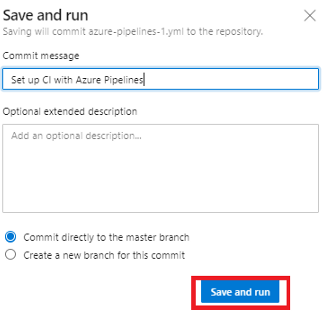 Save and run
Saving will commit azure-pipelines-1.yml to the repository.
Commit message
Set up CI with Azure Pipelines
Optional extended description
Add an optional description...
Commit directly to the master branch
Create a new branch for this commit
Save and run